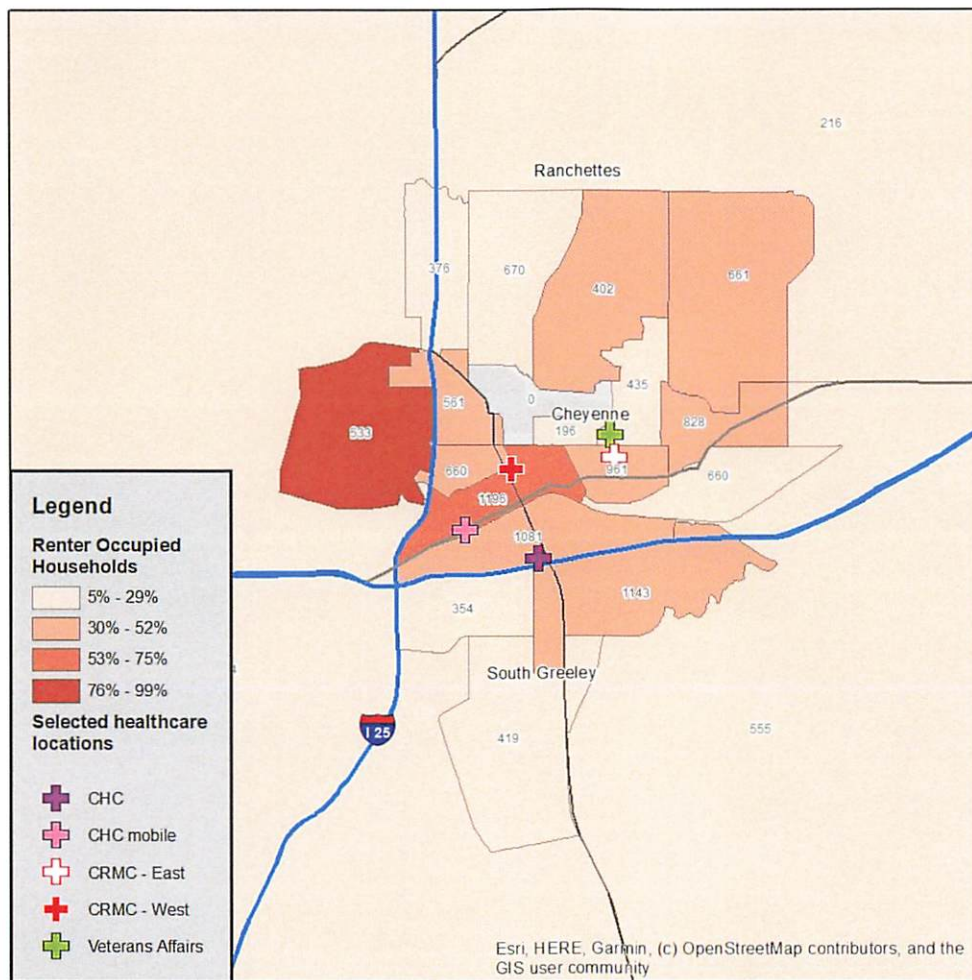 216
Ranchettes
376
670
402
661
435
561
0
Cheyenne
196
828
533
660
961
660
1196
1081
1143
354
South Greeley
419
555
I 25
Legend
Renter Occupied
Households
5% - 29%
30% - 52%
53% - 75%
76% - 99%
Selected healthcare
locations
CHC
CHC mobile
CRMC - East
CRMC - West
Veterans Affairs
Esri, HERE, Garmin, (c) OpenStreetMap contributors, and the
GIS user community